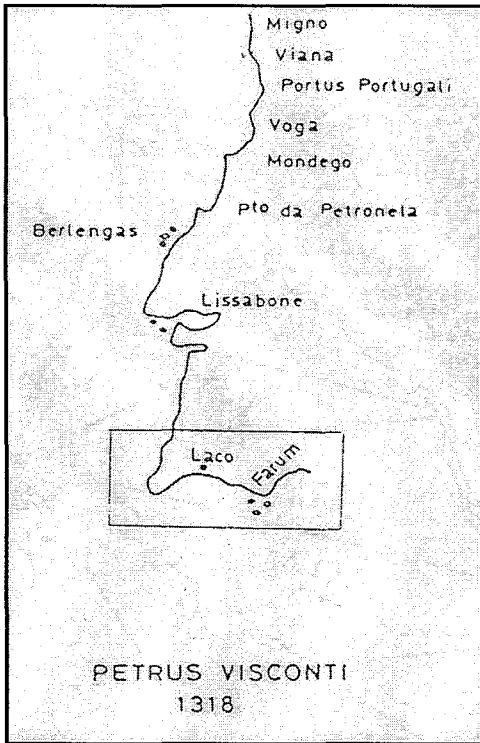 Migno
Viana
Portus Portugali
Voga
Mondego
Pto da Petronela
Berlengas
Lissabone
Laco
Farum
PETRUS VISCONTI
1318